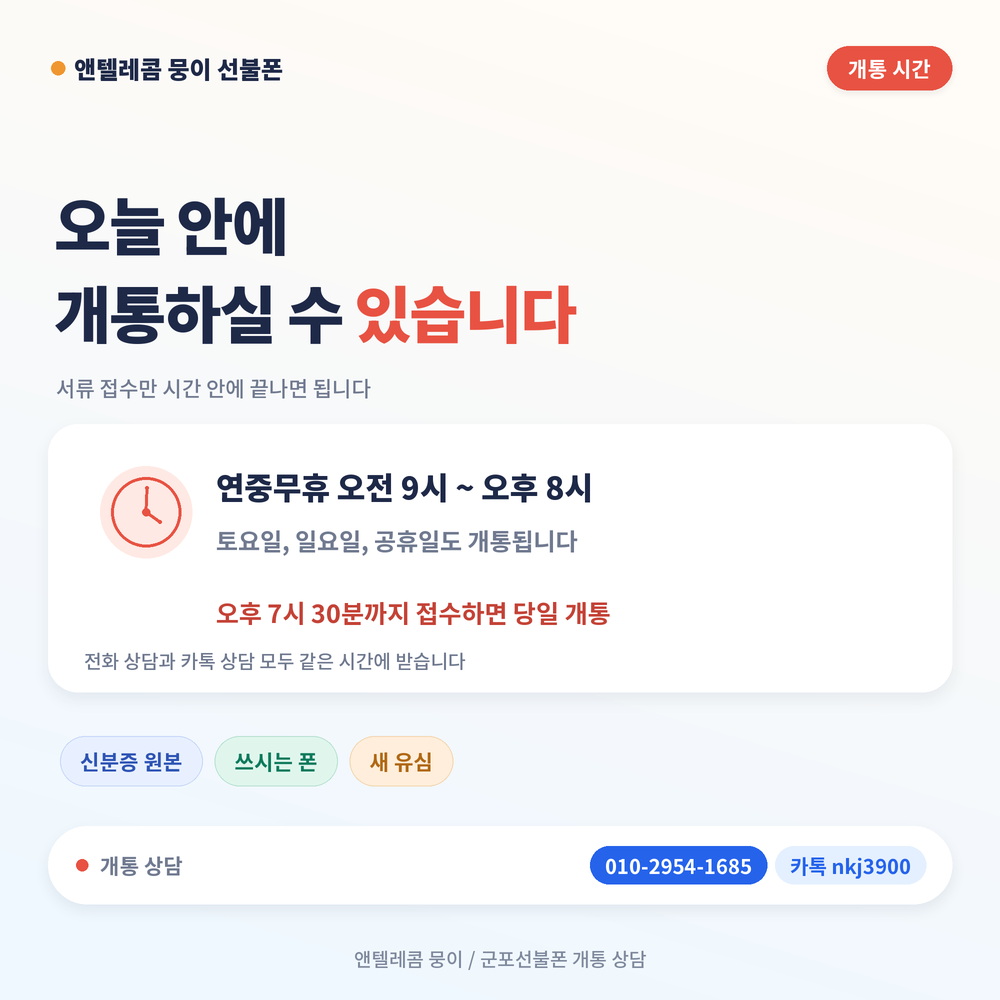 앤텔레콤 뭉이 선불폰
개통 시간
오늘 안에
개통하실 수 있습니다
서류 접수만 시간 안에 끝나면 됩니다
연중무휴 오전 9시 ~ 오후 8시
토요일, 일요일, 공휴일도 개통됩니다
오후 7시 30분까지 접수하면 당일 개통
전화 상담과 카톡 상담 모두 같은 시간에 받습니다
신분증 원본
쓰시는 폰
새 유심
개통 상담
010-2954-1685
카톡 nkj3900
앤텔레콤 뭉이 / 군포선불폰 개통 상담